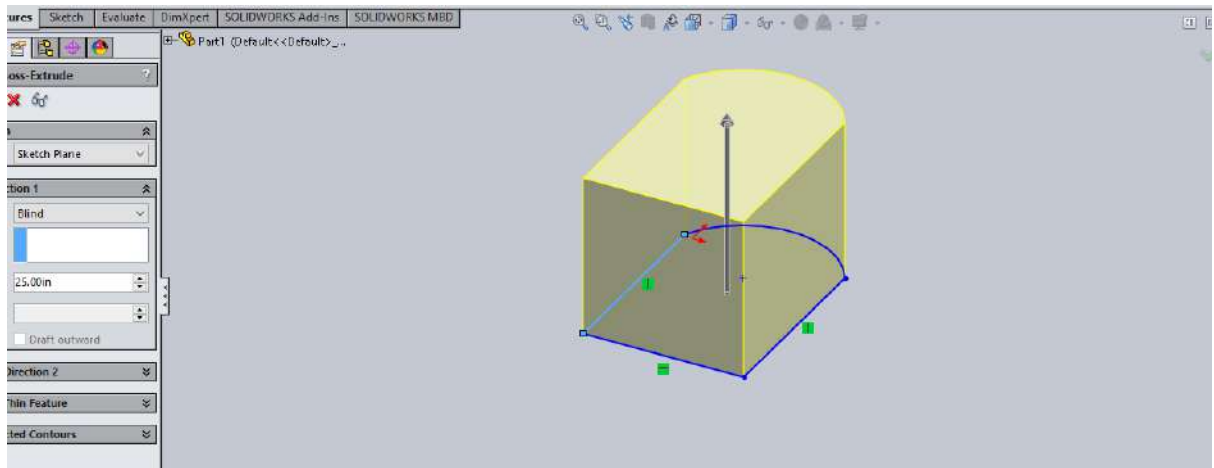 tures Sketch Evaluate DimXpert SOLIDWORKS Add-Ins SOLIDWORKS MBD
Part1 (Default<<Default>_...
oss-Extrude ?
Sketch Plane
ction 1
Blind
25.00in
Draft outward
Direction 2
Thin Feature
cted Contours